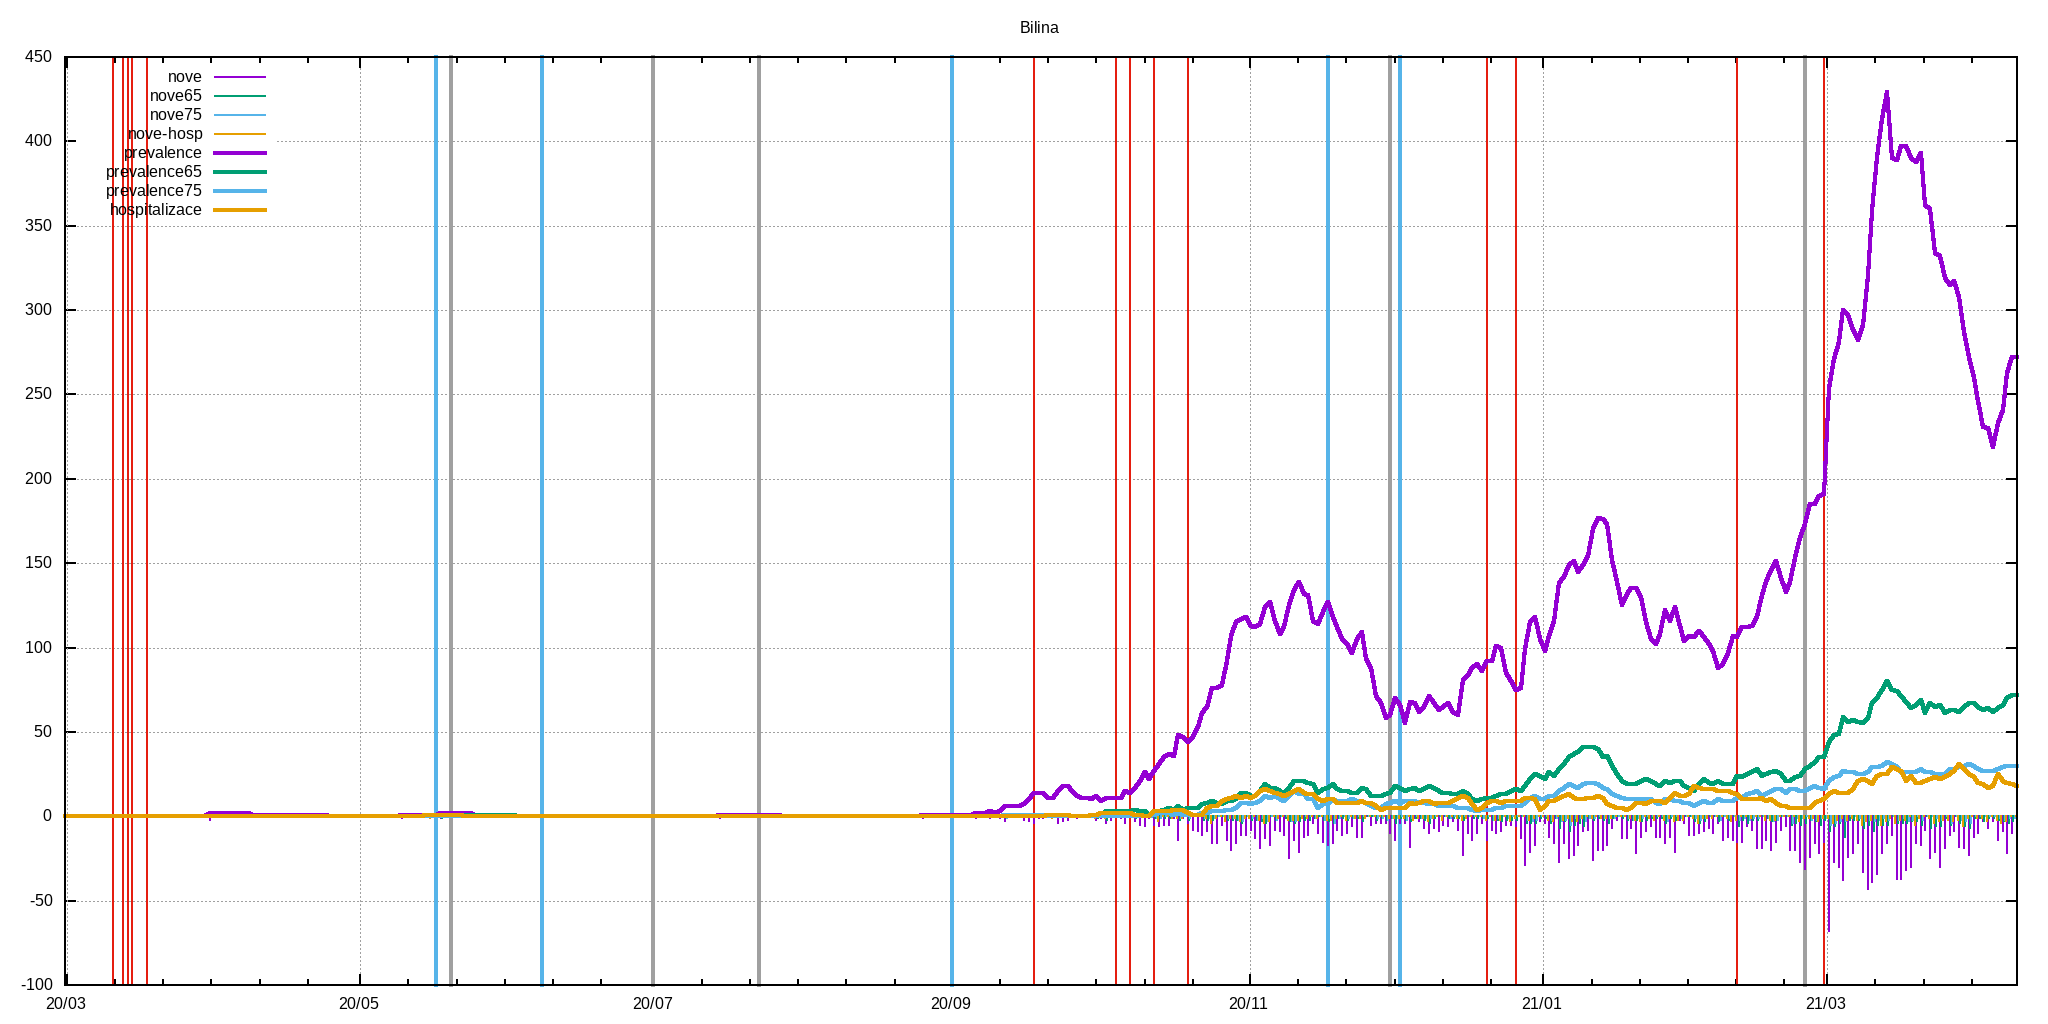 Bilina
450
400
350
300
250
200
150
100
50
0
-50
-100
nove
nove65
nove75
nove-hosp
prevalence
prevalence65
prevalence75
hospitalizace
20/03 20/05 20/07 20/09 20/11 21/01 21/03